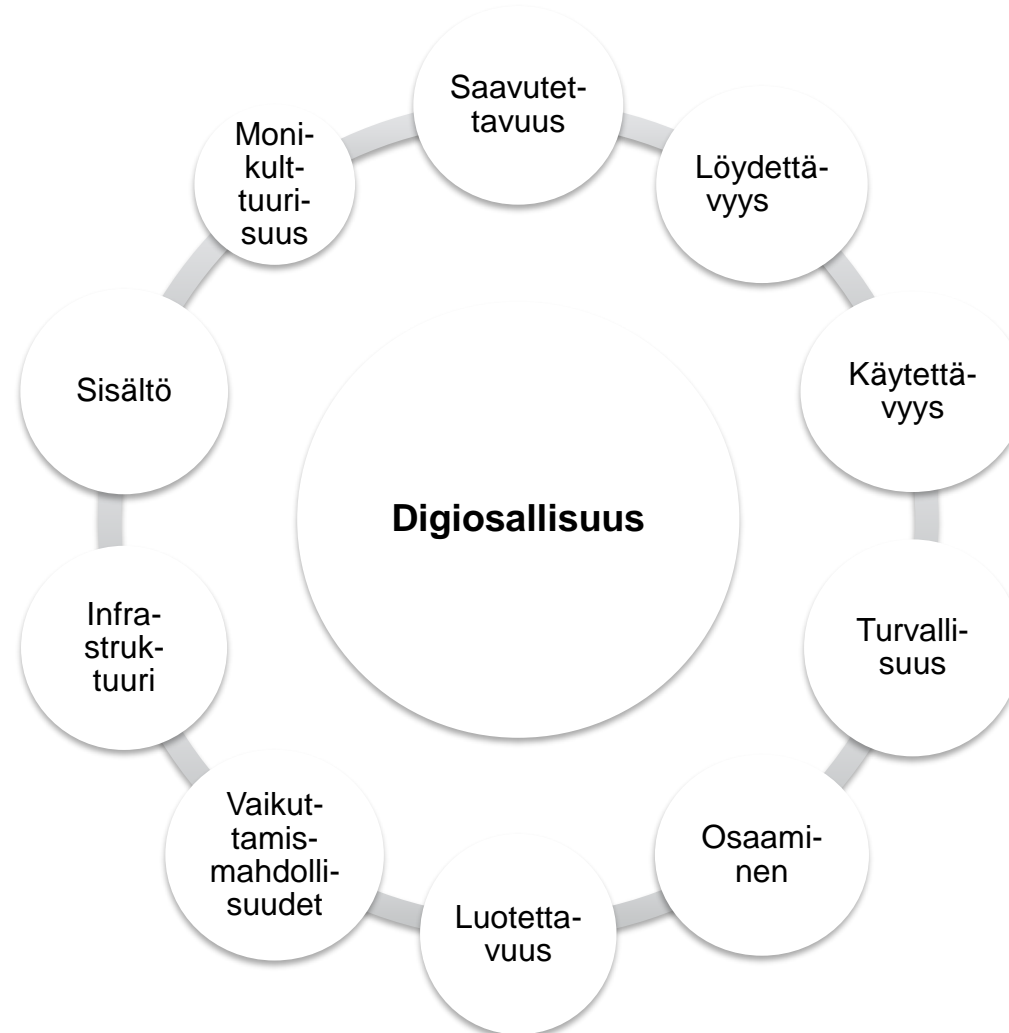 Saavutet-
tavuus
Löydettä-
vyys
Käytettä-
vyys
Turvalli-
suus
Osaami-
nen
Luotetta-
vuus
Vaikut-
tamis-
mahdolli-
suudet
Infra-
struk-
tuuri
Sisältö
Moni-
kult-
tuuri-
suus
Digiosallisuus